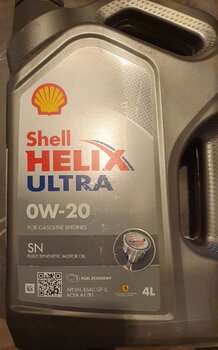 Shell
HELIX
ULTRA
0W-20
FOR GASOLINE ENGINES
SN
FULLY SYNTHETIC MOTOR OIL
FUEL ECONOMY
API SN, ILSAC GF-5,
ACEA A1/B1
4L